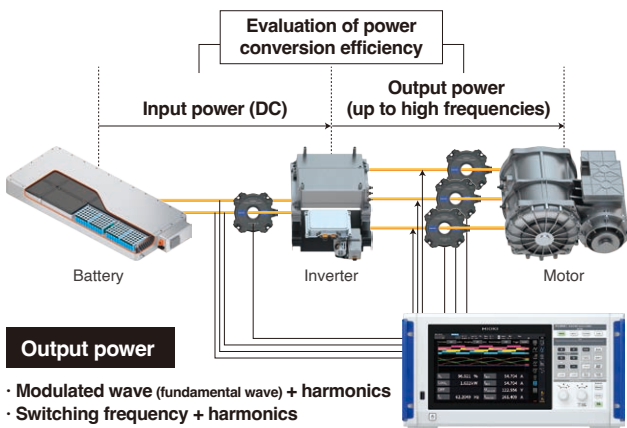 Evaluation of power
conversion efficiency
Input power (DC)
Output power
(up to high frequencies)
Battery
Inverter
Motor
HIOKI
Output power
· Modulated wave (fundamental wave) + harmonics
· Switching frequency + harmonics